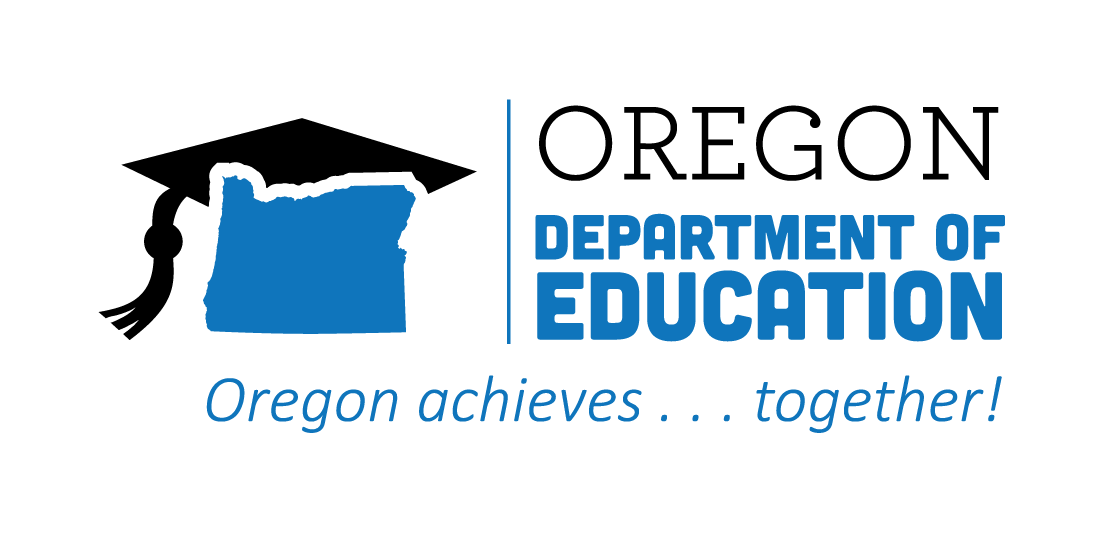 OREGON
DEPARTMENT OF
EDUCATION
Oregon achieves . . . together!